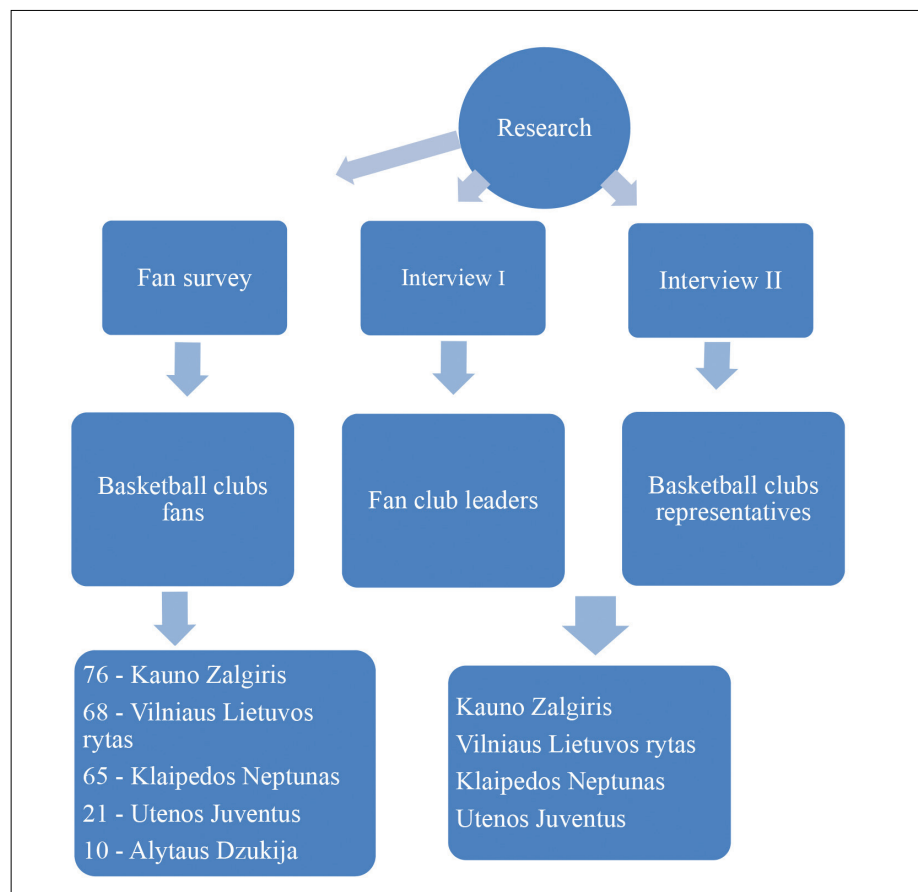 Research
Fan survey
Interview I
Interview II
Basketball clubs
fans
Fan club leaders
Basketball clubs
representatives
76 - Kauno Zalgiris
68 - Vilniaus Lietuvos
rytas
65 - Klaipedos Neptunas
21 - Utenos Juventus
10 - Alytaus Dzukija
Kauno Zalgiris
Vilniaus Lietuvos rytas
Klaipedos Neptunas
Utenos Juventus